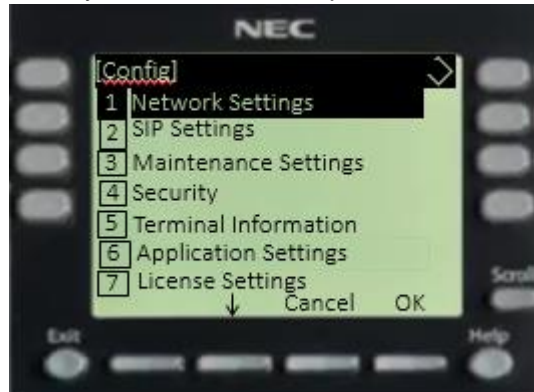 NEC
[Config]
1 Network Settings
2 SIP Settings
3 Maintenance Settings
4 Security
5 Terminal Information
6 Application Settings
7 License Settings
↓ Cancel OK
Scroll
Exit Help